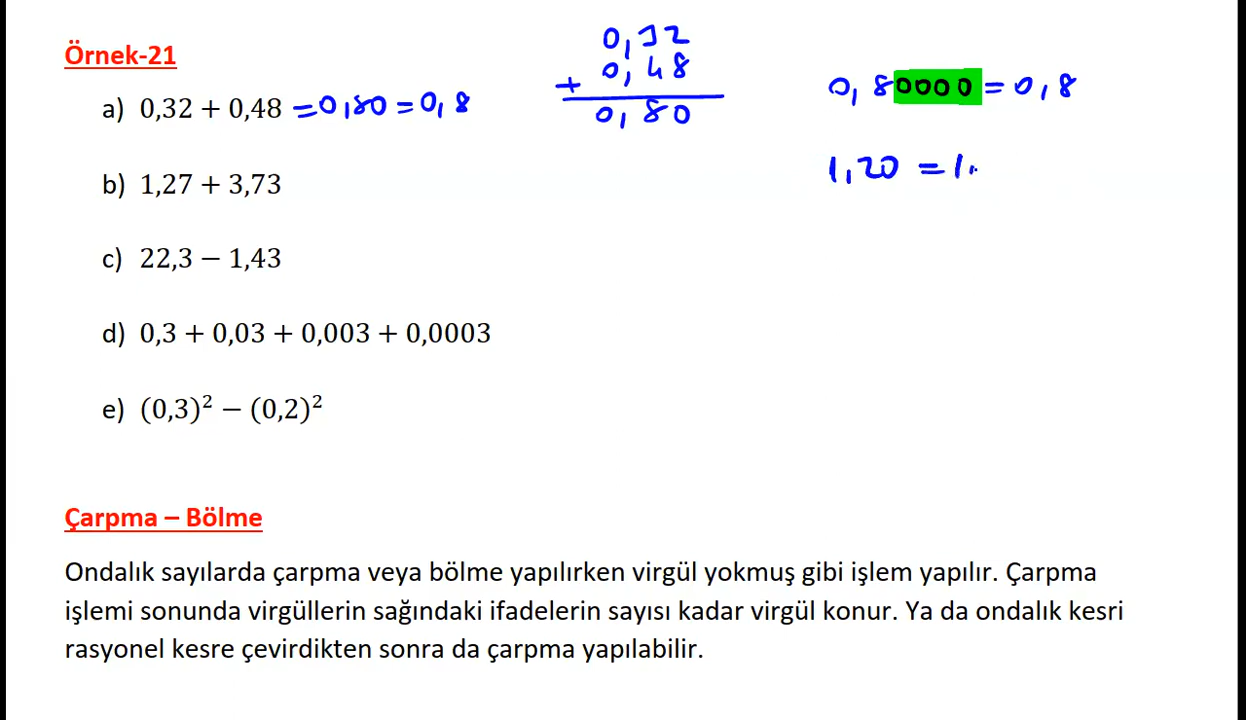 Örnek-21
a) 0,32 + 0,48 =0,80 = 0,8
0,32
+ 0,48
0,80
0,80000 = 0,8
1,20 = 1,
b) 1,27 + 3,73
c) 22,3 − 1,43
d) 0,3 + 0,03 + 0,003 + 0,0003
e) (0,3)² − (0,2)²
Çarpma – Bölme
Ondalık sayılarda çarpma veya bölme yapılırken virgül yokmuş gibi işlem yapılır. Çarpma
işlemi sonunda virgüllerin sağındaki ifadelerin sayısı kadar virgül konur. Ya da ondalık kesri
rasyonel kesre çevirdikten sonra da çarpma yapılabilir.